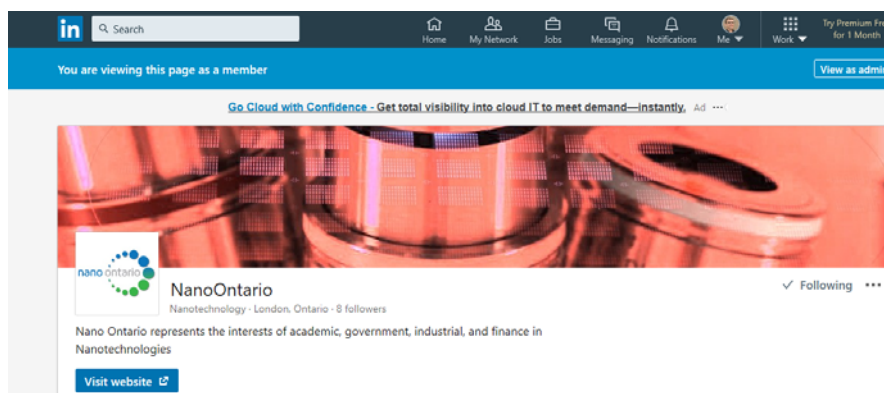 in
Search
Home
My Network
Jobs
Messaging
Notifications
Me
Work
Try Premium Fre
for 1 Month
You are viewing this page as a member
View as admi
Go Cloud with Confidence - Get total visibility into cloud IT to meet demand—instantly. Ad ...
nano ontario
NanoOntario
Nanotechnology · London, Ontario · 8 followers
Following
Nano Ontario represents the interests of academic, government, industrial, and finance in
Nanotechnologies
Visit website